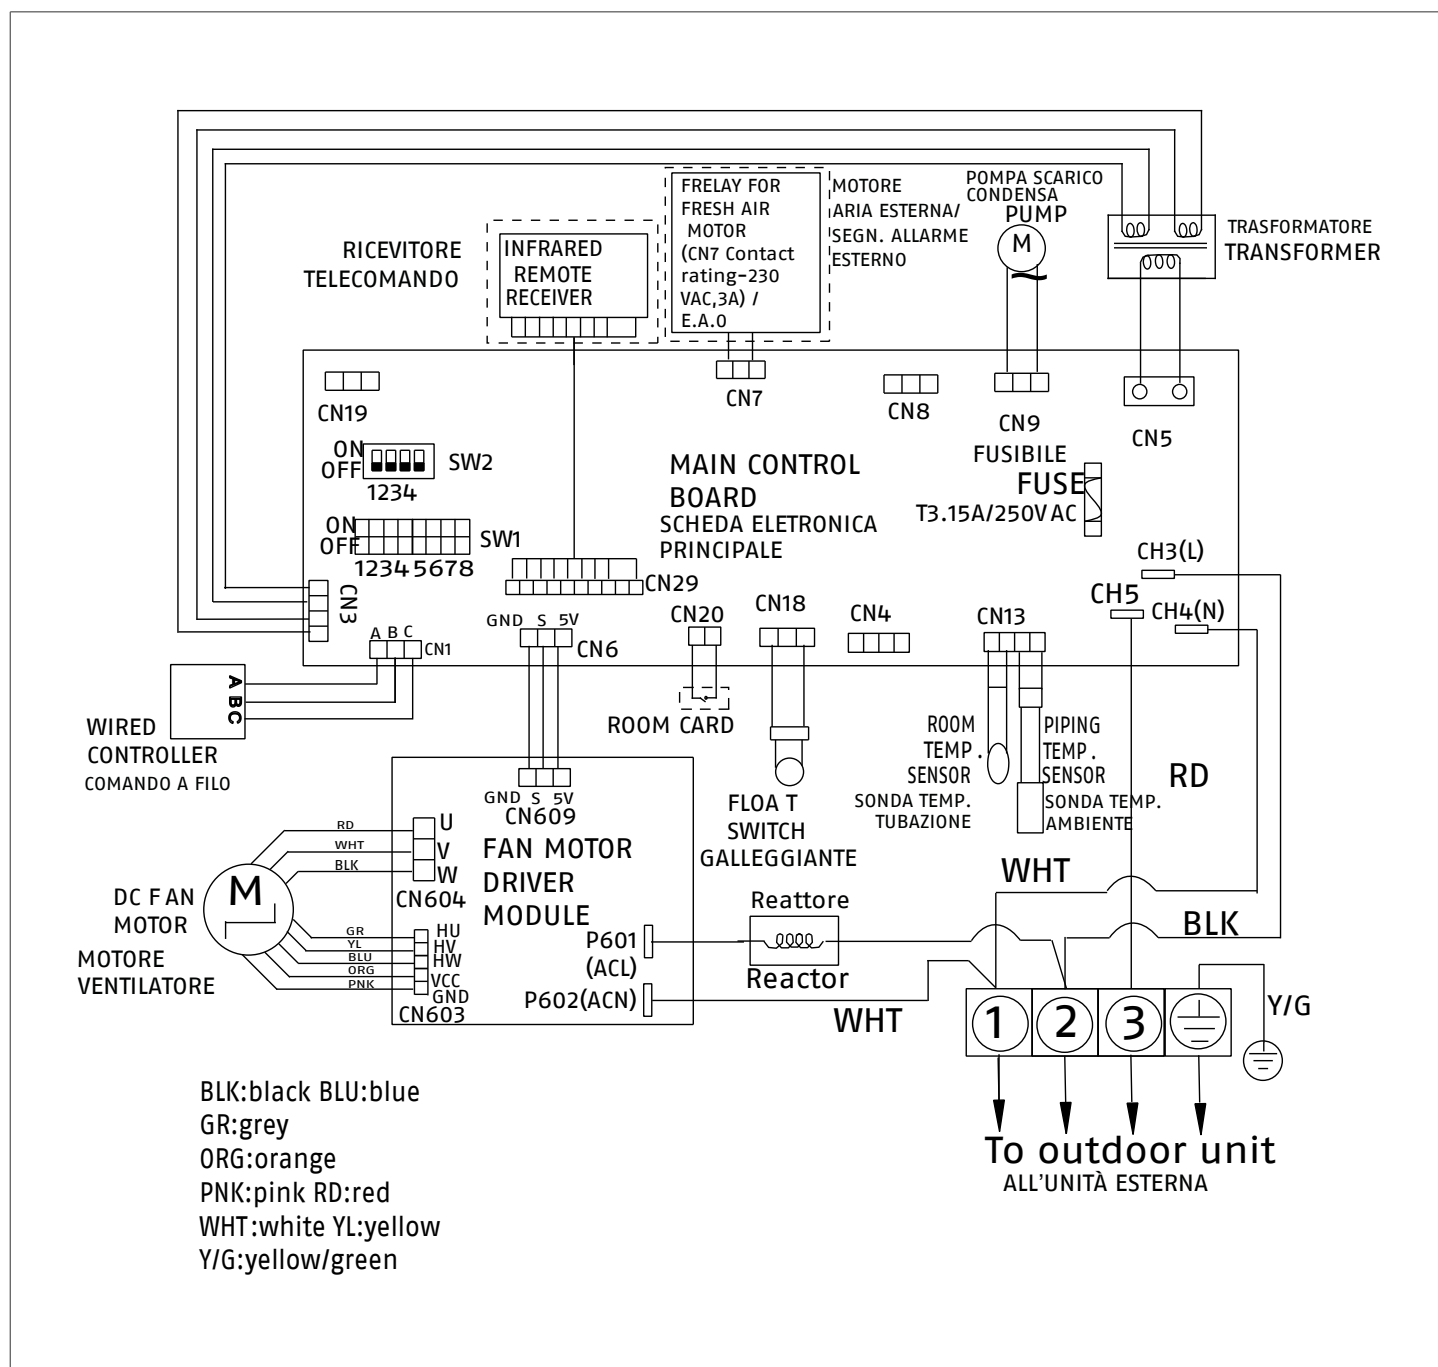 POMPA SCARICO
CONDENSA
PUMP
M
FRELAY FOR
FRESH AIR
MOTOR
(CN7 Contact
rating-230
VAC,3A) /
E.A.0
MOTORE
ARIA ESTERNA/
SEGN. ALLARME
ESTERNO
TRASFORMATORE
TRANSFORMER
RICEVITORE
TELECOMANDO
INFRARED
REMOTE
RECEIVER
CN19
CN7
CN8
CN9
CN5
ON
OFF
SW2
1234
ON
OFF
SW1
12345678
MAIN CONTROL
BOARD
SCHEDA ELETRONICA
PRINCIPALE
FUSIBILE
FUSE
T3.15A/250V AC
CH3(L)
CH5
CH4(N)
CN3
CN29
A B C
CN1
GND S 5V
CN6
CN20
CN18
CN4
CN13
A
B
C
WIRED
CONTROLLER
COMANDO A FILO
ROOM CARD
FLOA T
SWITCH
GALLEGGIANTE
ROOM
TEMP.
SENSOR
SONDA TEMP.
TUBAZIONE
PIPING
TEMP.
SENSOR
SONDA TEMP.
AMBIENTE
RD
GND S 5V
CN609
FAN MOTOR
DRIVER
MODULE
RD
WHT
BLK
U
V
W
CN604
M
DC F AN
MOTOR
MOTORE
VENTILATORE
GR
YL
BLU
ORG
PNK
HU
HV
HW
VCC
GND
CN603
P601
(ACL)
P602(ACN)
Reattore
Reactor
WHT
BLK
WHT
Y/G
1
2
3
To outdoor unit
ALL'UNITÀ ESTERNA
BLK:black BLU:blue
GR:grey
ORG:orange
PNK:pink RD:red
WHT:white YL:yellow
Y/G:yellow/green